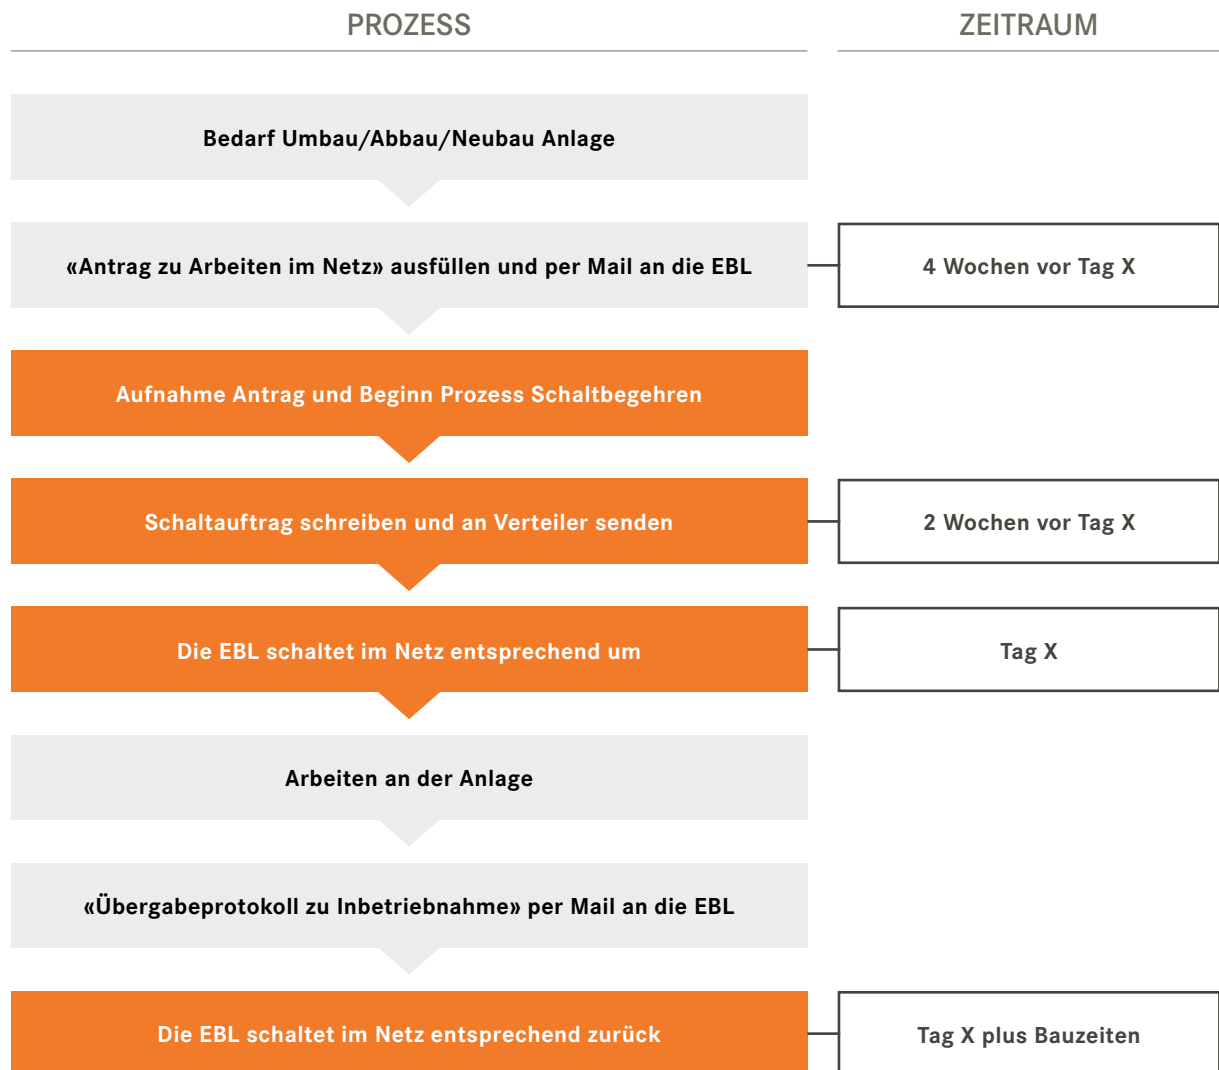 PROZESS
ZEITRAUM
Bedarf Umbau/Abbau/Neubau Anlage
«Antrag zu Arbeiten im Netz» ausfüllen und per Mail an die EBL
4 Wochen vor Tag X
Aufnahme Antrag und Beginn Prozess Schaltbegehren
Schaltauftrag schreiben und an Verteiler senden
2 Wochen vor Tag X
Die EBL schaltet im Netz entsprechend um
Tag X
Arbeiten an der Anlage
«Übergabeprotokoll zu Inbetriebnahme» per Mail an die EBL
Die EBL schaltet im Netz entsprechend zurück
Tag X plus Bauzeiten